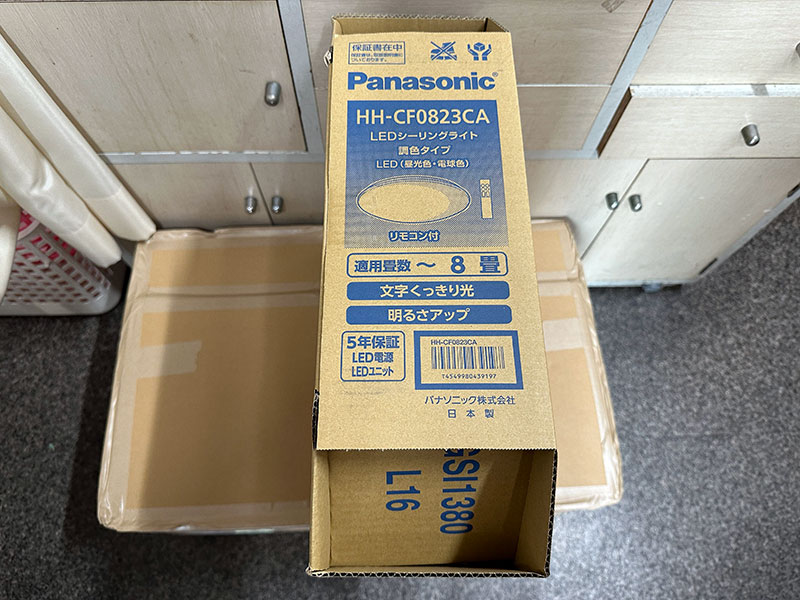 保証書在中
Panasonic
HH-CF0823CA
LEDシーリングライト
調色タイプ
LED（昼光色・電球色）
リモコン付
適用畳数 〜 8 畳
文字くっきり光
明るさアップ
5年保証
LED電源
LEDユニット
HH-CF0823CA
T4549980439197
パナソニック株式会社
日本製
GSI1380
L16